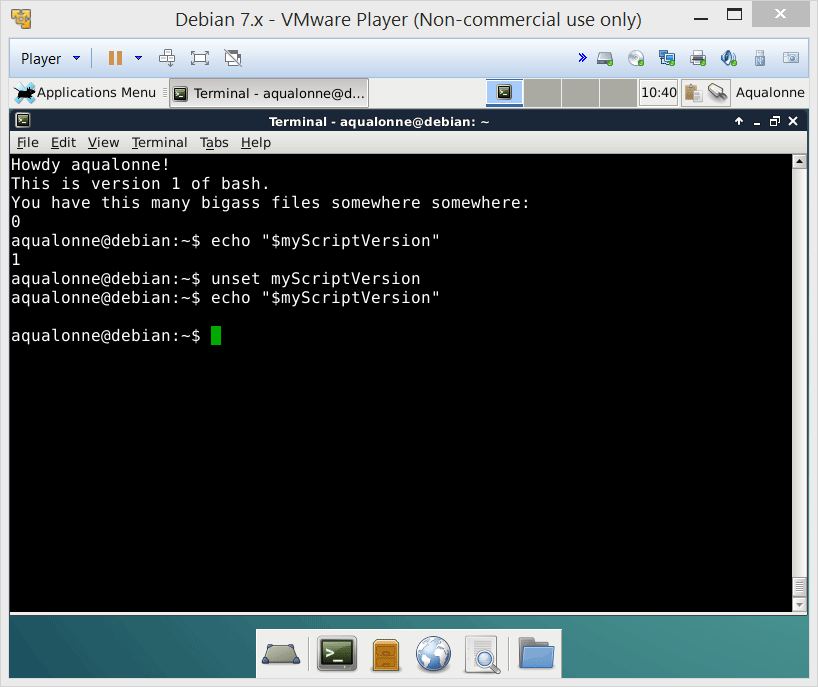 Debian 7.x - VMware Player (Non-commercial use only)
Player
Applications Menu
Terminal - aqualonne@d...
10:40
Aqualonne
Terminal - aqualonne@debian: ~
File Edit View Terminal Tabs Help
Howdy aqualonne!
This is version 1 of bash.
You have this many bigass files somewhere somewhere:
0
aqualonne@debian:~$ echo "$myScriptVersion"
1
aqualonne@debian:~$ unset myScriptVersion
aqualonne@debian:~$ echo "$myScriptVersion"
aqualonne@debian:~$